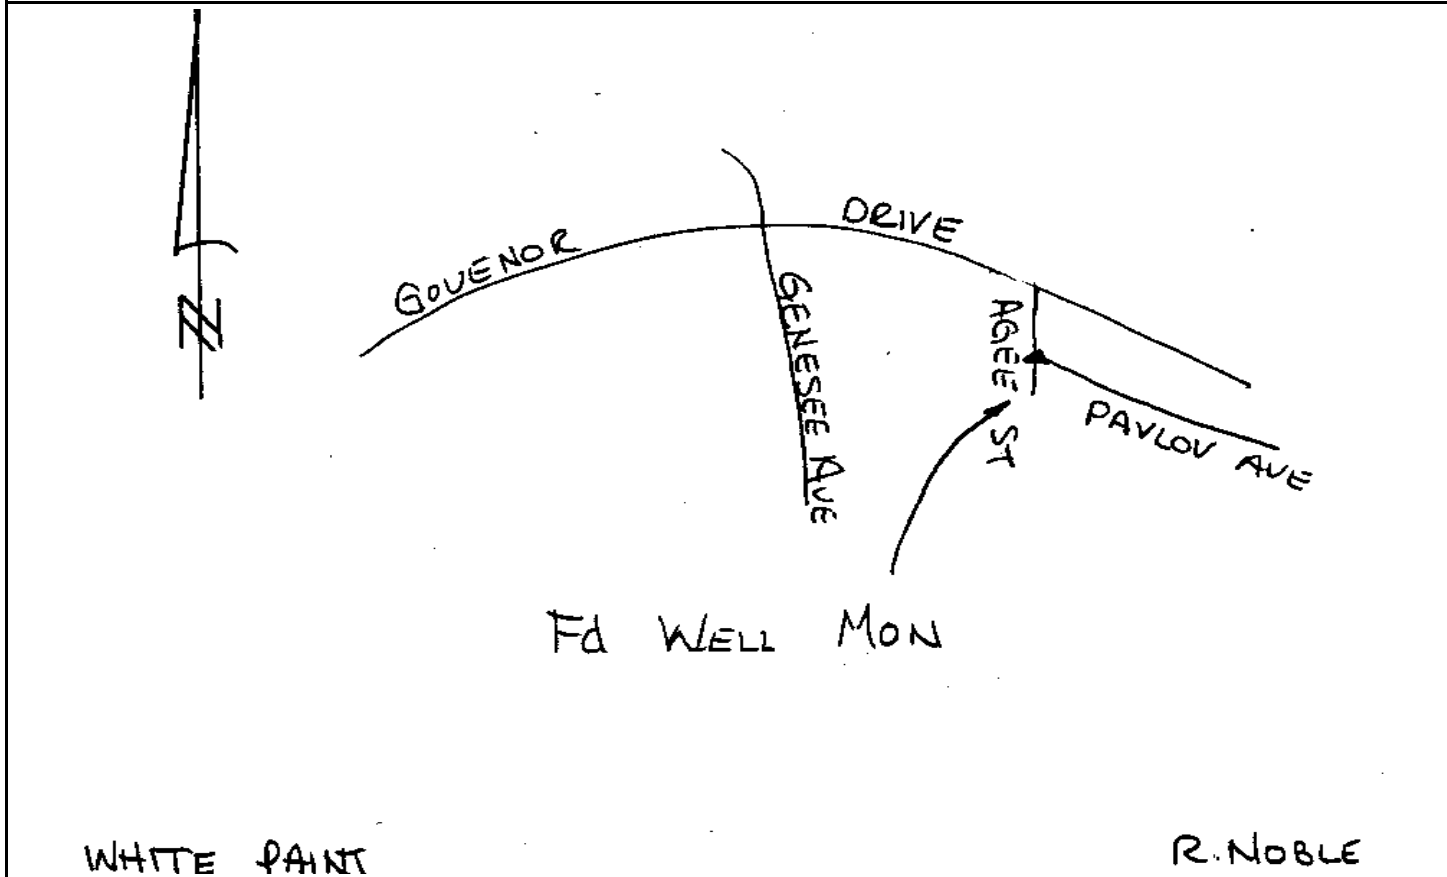 N
GOVENOR DRIVE
GENESEE AVE
AGEE ST
PAVLOV AVE
Fd WELL MON
WHITE PAINT
R. NOBLE